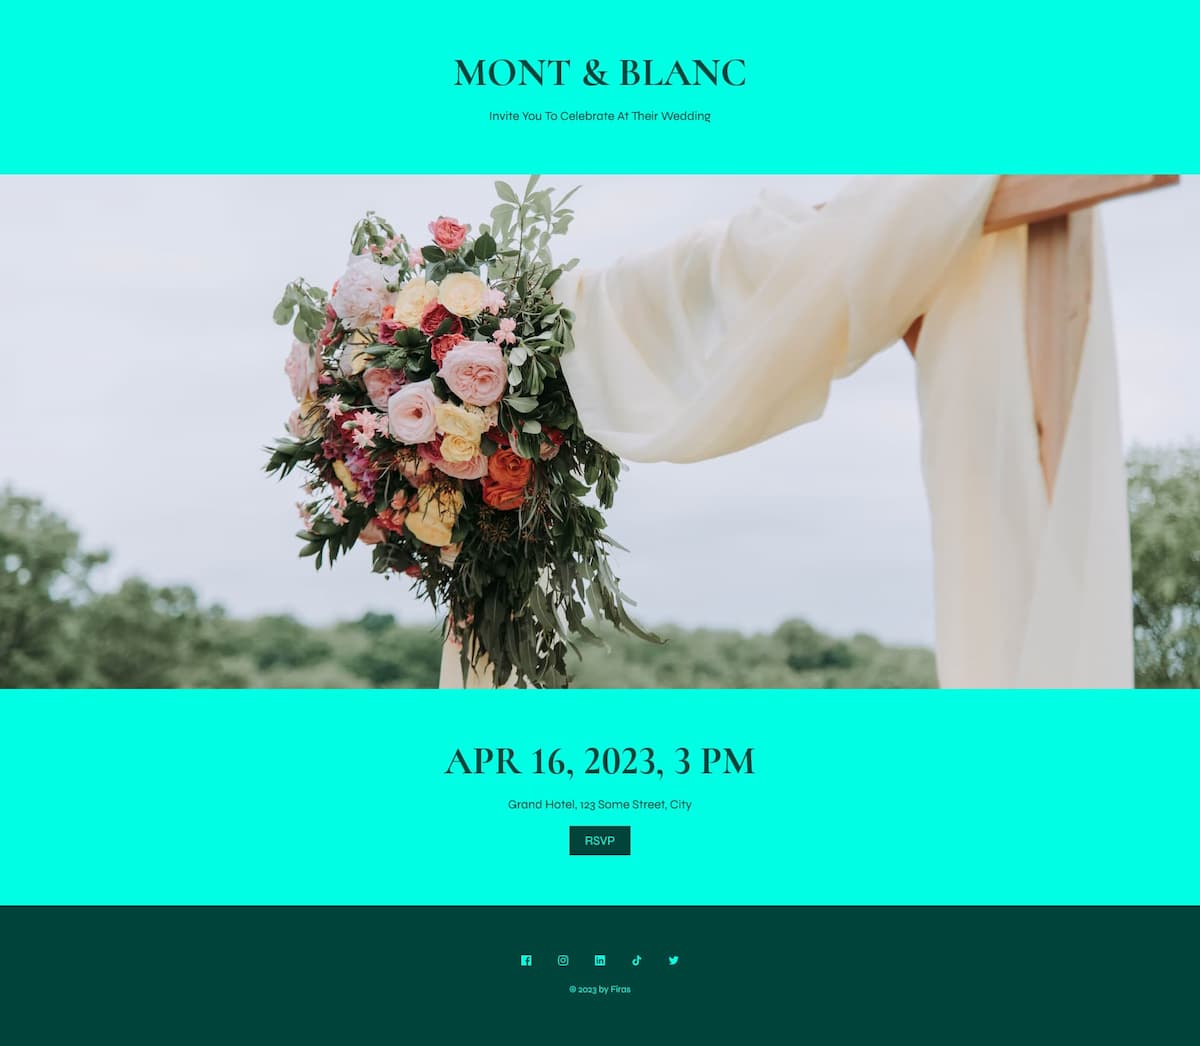 MONT & BLANC
Invite You To Celebrate At Their Wedding
APR 16, 2023, 3 PM
Grand Hotel, 123 Some Street, City
RSVP
© 2023 by Firas